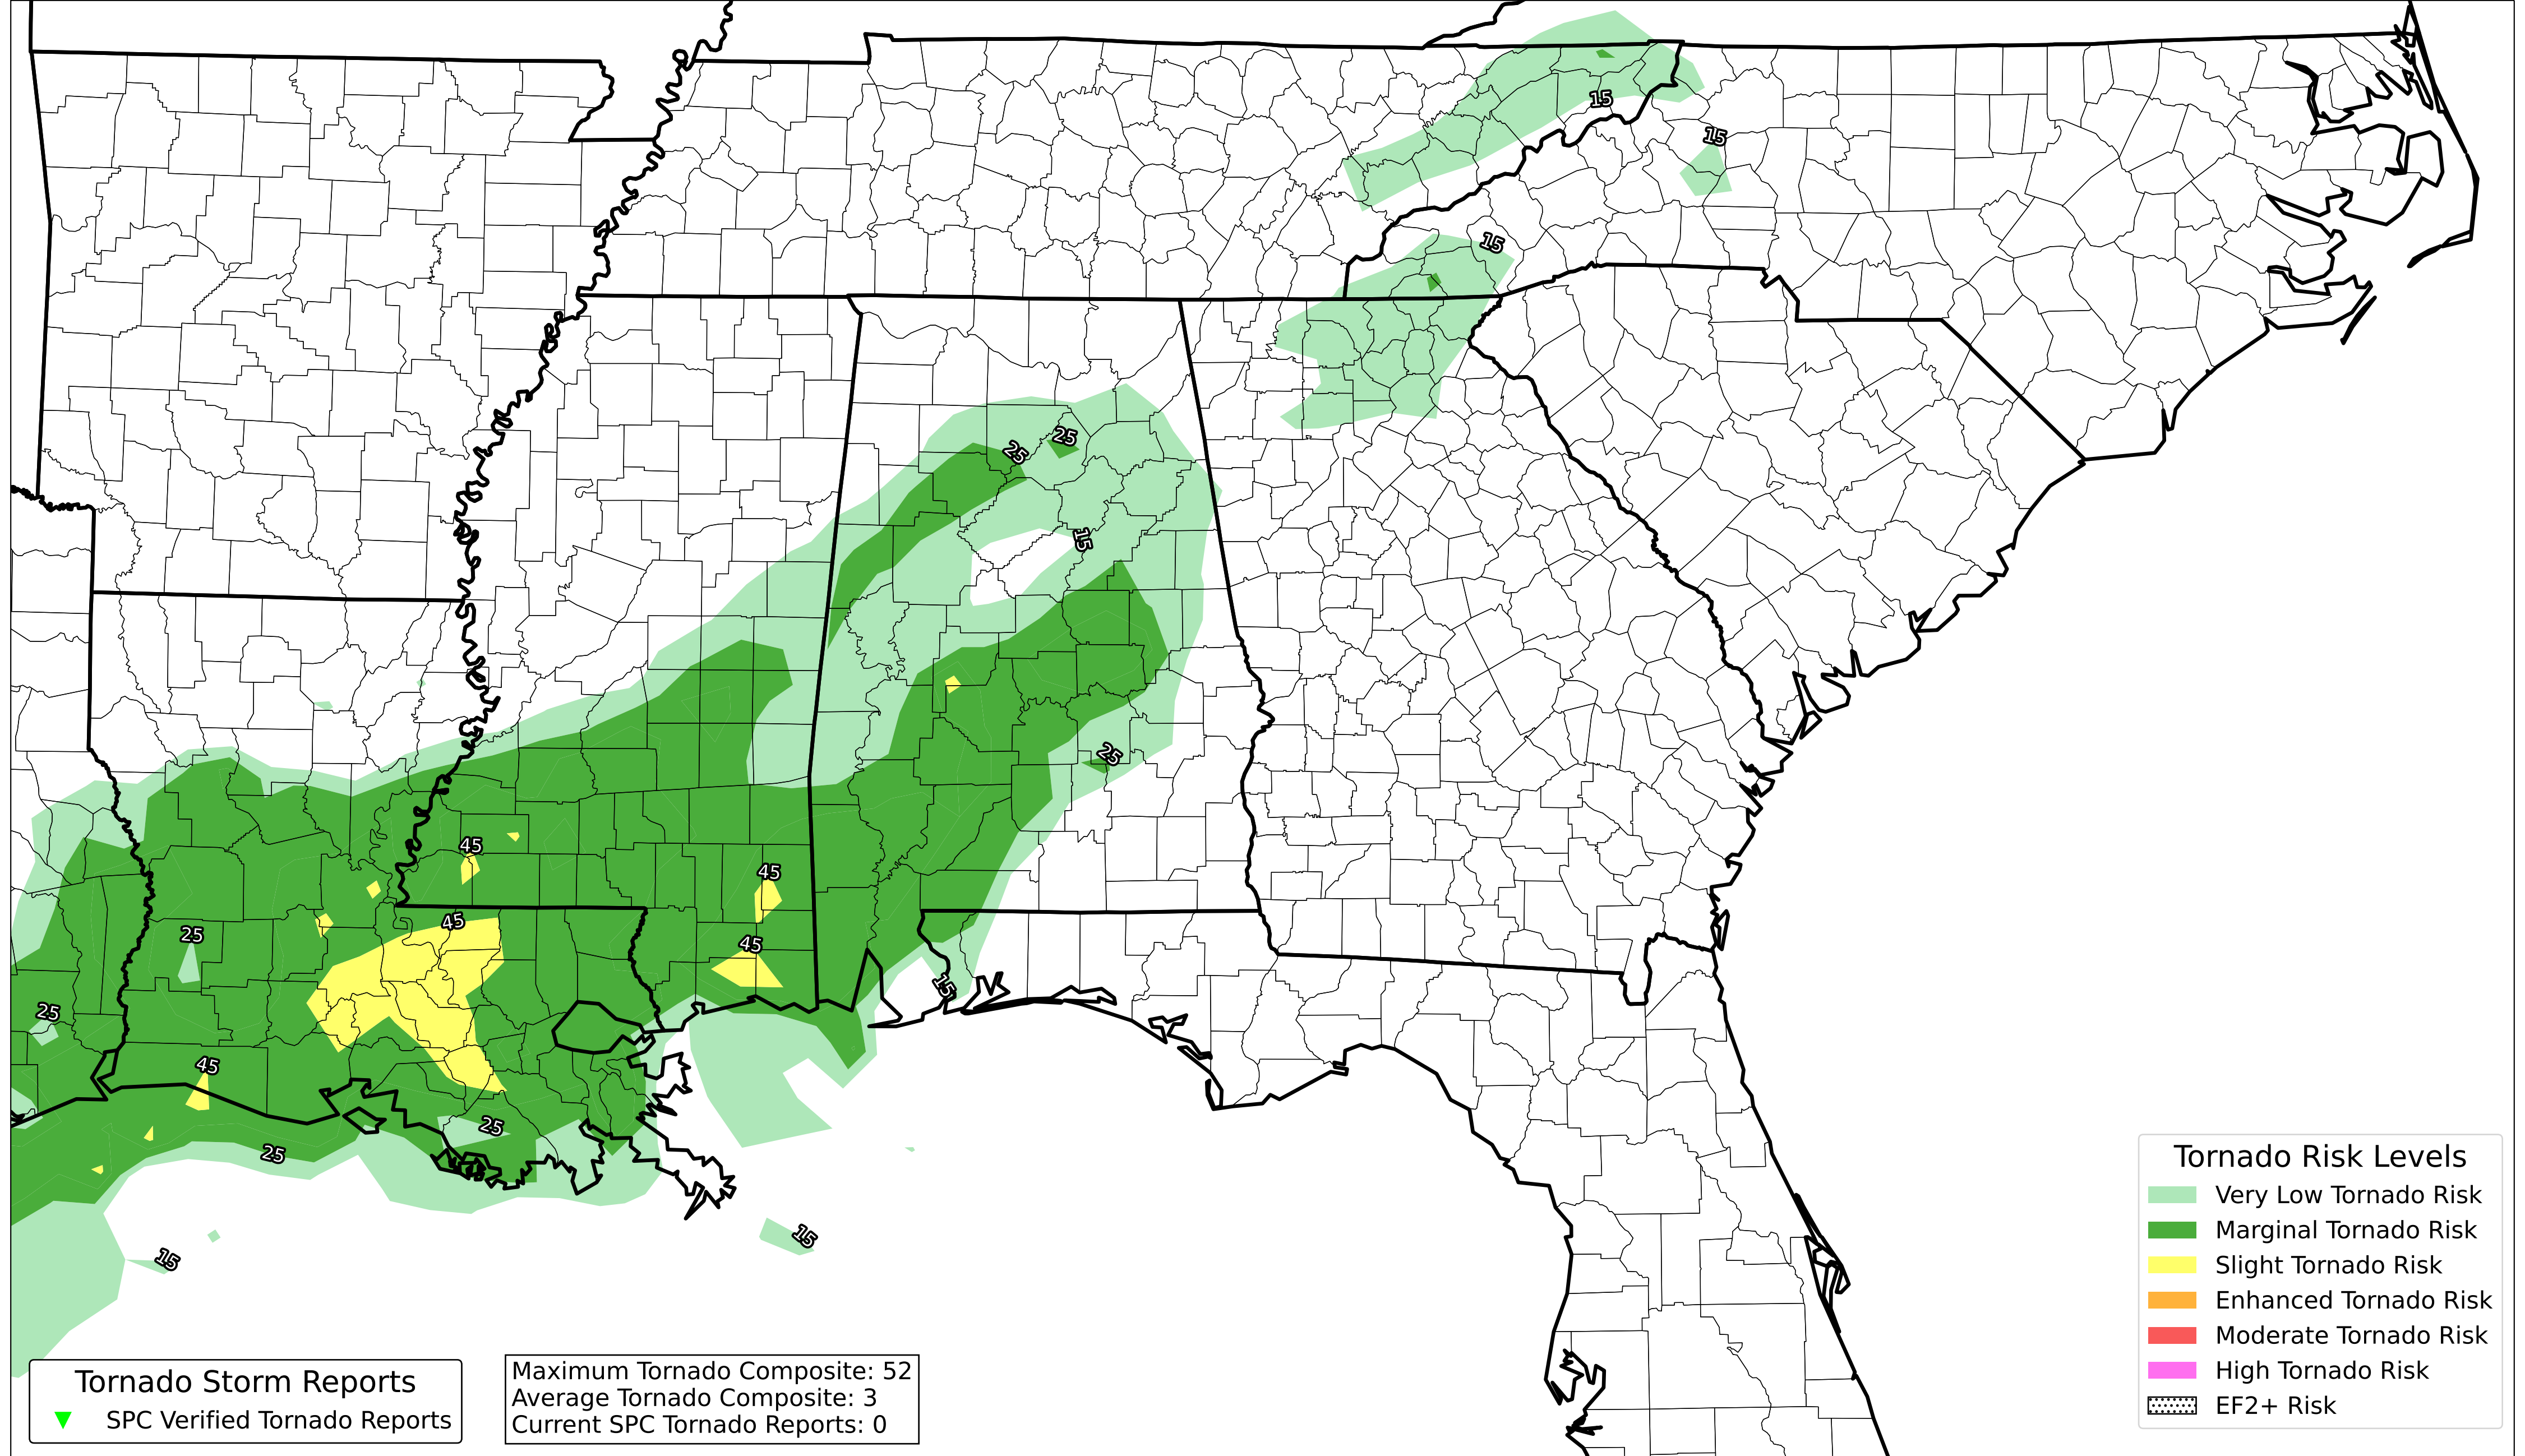 15
15
15
25
25
15
25
45
45
45
25
45
15
25
45
25
25
15
15
Tornado Risk Levels
Very Low Tornado Risk
Marginal Tornado Risk
Slight Tornado Risk
Enhanced Tornado Risk
Moderate Tornado Risk
High Tornado Risk
EF2+ Risk
Tornado Storm Reports
SPC Verified Tornado Reports
Maximum Tornado Composite: 52
Average Tornado Composite: 3
Current SPC Tornado Reports: 0